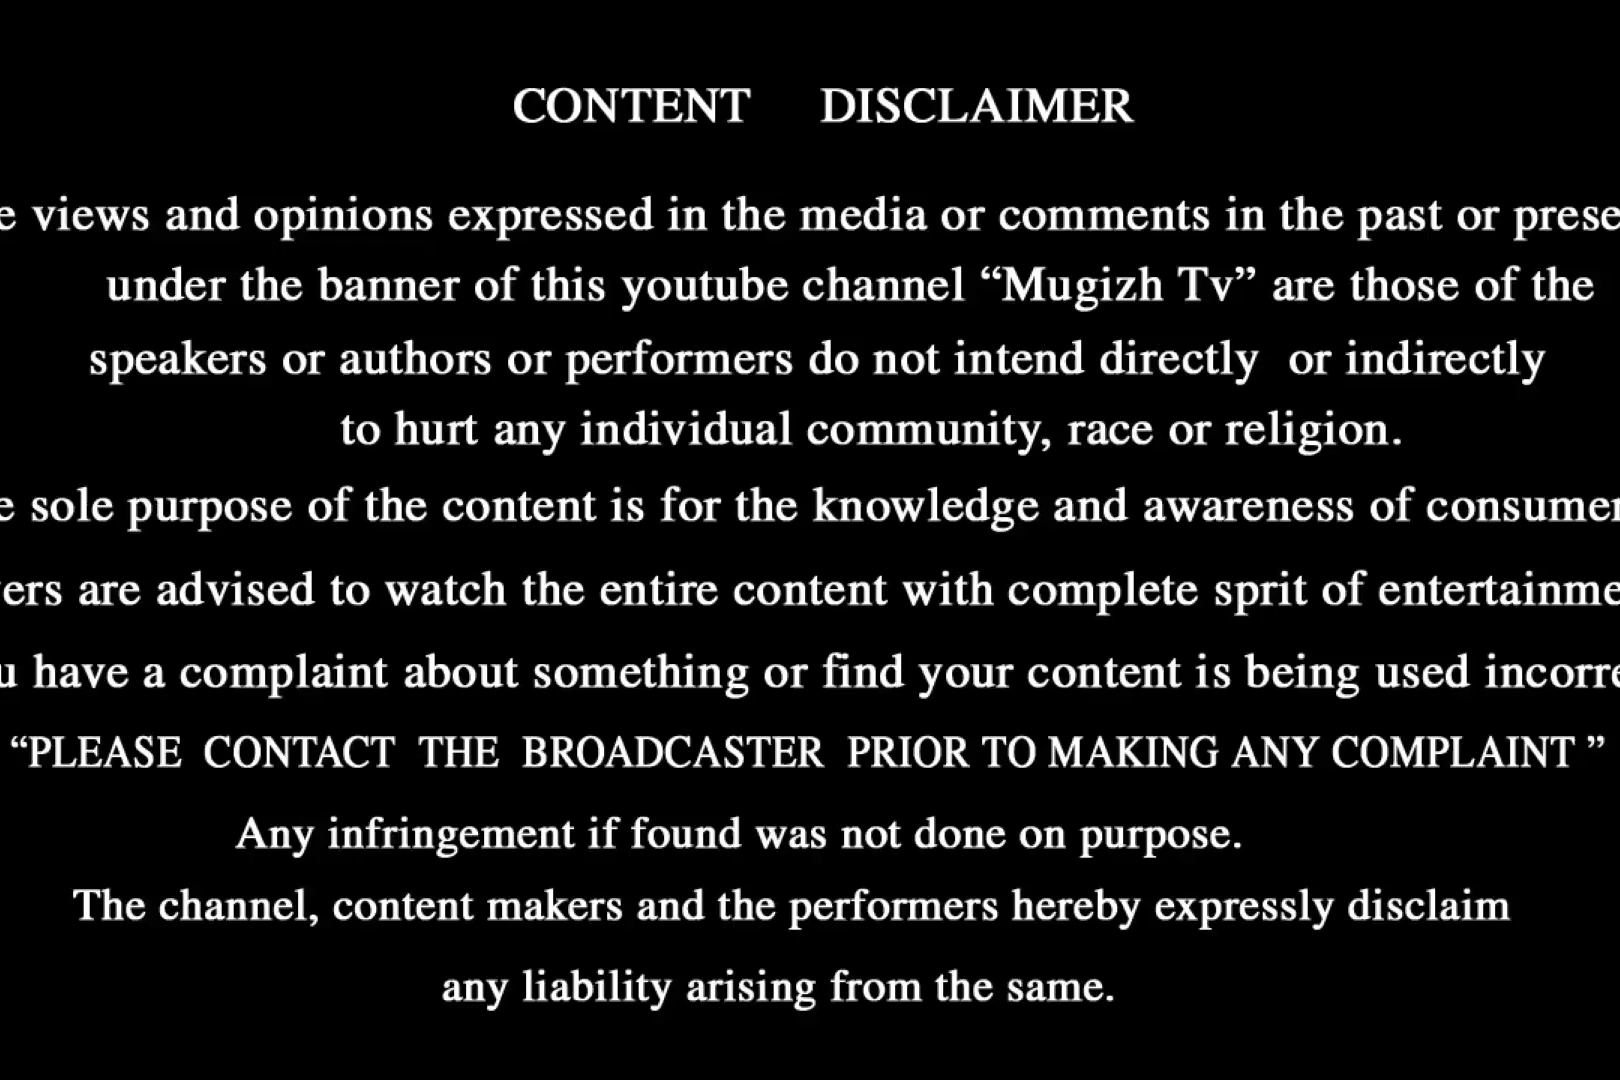 CONTENT DISCLAIMER
views and opinions expressed in the media or comments in the past or
under the banner of this youtube channel “Mugizh Tv” are those of the
speakers or authors or performers do not intend directly or indirectly
to hurt any individual community, race or religion.
sole purpose of the content is for the knowledge and awareness of
are advised to watch the entire content with complete sprit of
have a complaint about something or find your content is being used
“PLEASE CONTACT THE BROADCASTER PRIOR TO MAKING ANY COMPLAINT ”
Any infringement if found was not done on purpose.
The channel, content makers and the performers hereby expressly disclaim
any liability arising from the same.